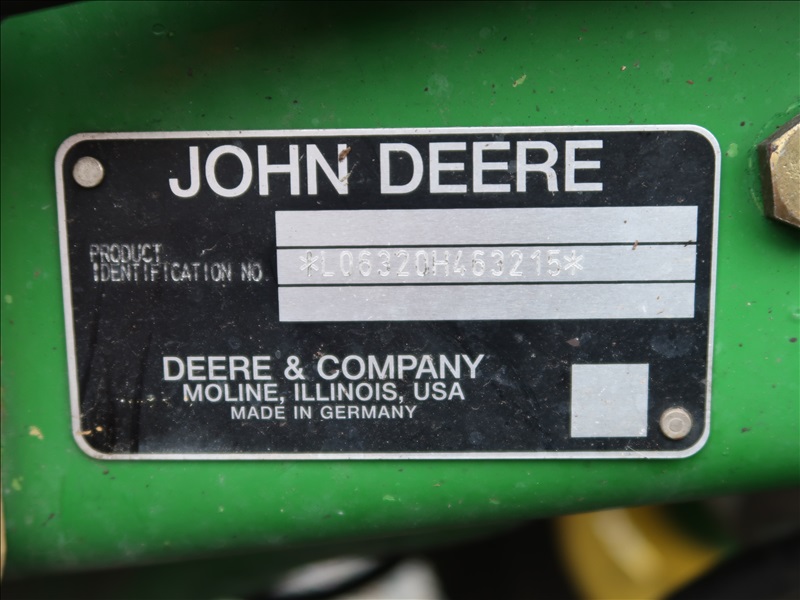 JOHN DEERE
PRODUCT
IDENTIFICATION NO.
*L06320H463215*
DEERE & COMPANY
MOLINE, ILLINOIS, USA
MADE IN GERMANY